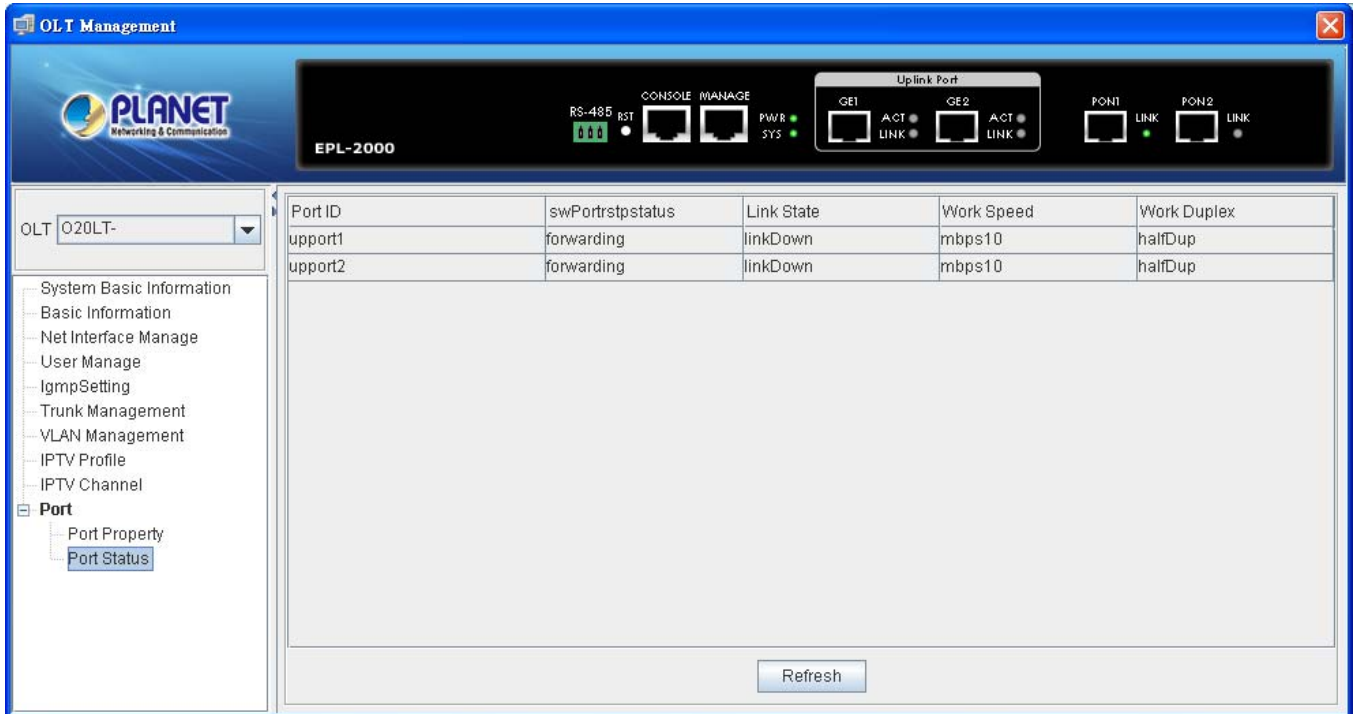 OLT Management
PLANET
Networking & Communication
EPL-2000
RS-485 RST
CONSOLE MANAGE
PWR
SYS
Uplink Port
GE1
ACT
LINK
GE2
ACT
LINK
PON1
LINK
PON2
LINK
OLT O20LT-
System Basic Information
Basic Information
Net Interface Manage
User Manage
IgmpSetting
Trunk Management
VLAN Management
IPTV Profile
IPTV Channel
Port
Port Property
Port Status
Port ID swPortrstpstatus Link State Work Speed Work Duplex
upport1 forwarding linkDown mbps10 halfDup
upport2 forwarding linkDown mbps10 halfDup
Refresh